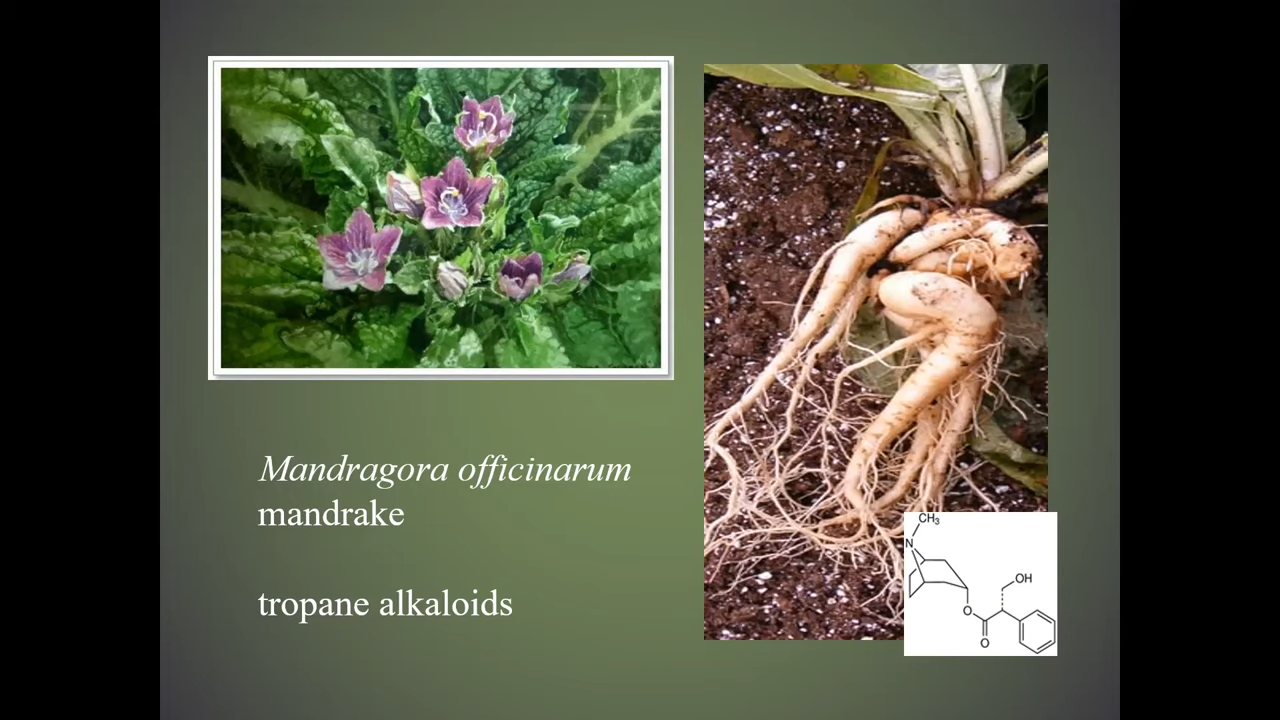 Mandragora officinarum
mandrake
tropane alkaloids
CH3
N
OH
O
O